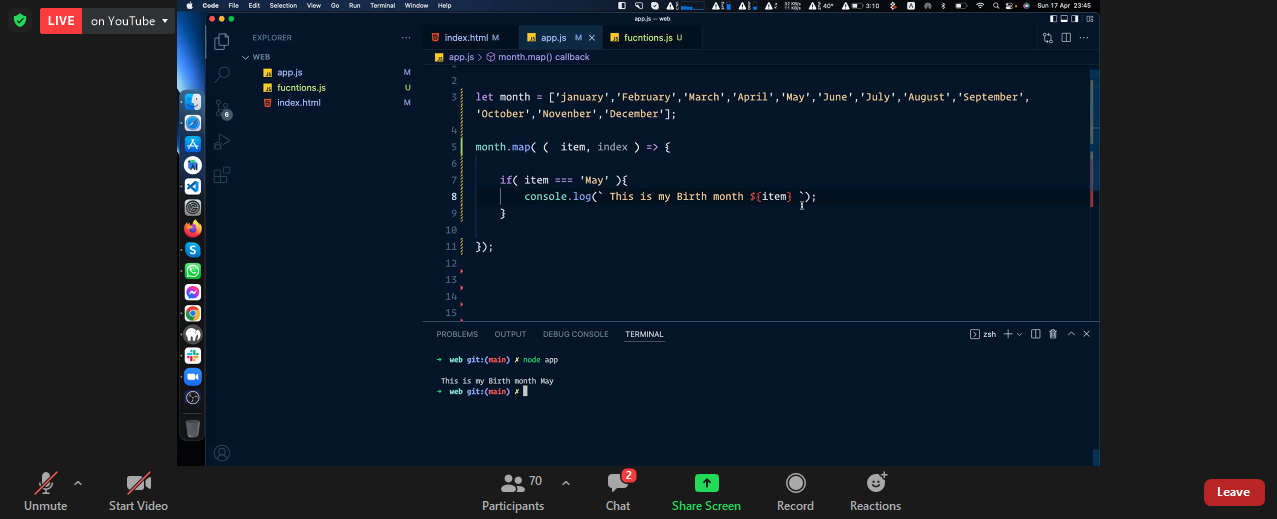 LIVE on YouTube
Code File Edit Selection View Go Run Terminal Window Help
40° 3:10 Sun 17 Apr 23:45
app.js — web
EXPLORER
index.html M app.js M fucntions.js U
WEB
app.js M
fucntions.js U
index.html M
6
app.js > month.map() callback
1
2
3 let month = ['january','February','March','April','May','June','July','August','September',
'October','Novenber','December'];
4
5 month.map( ( item, index ) => {
6
7 if( item === 'May' ){
8 console.log(` This is my Birth month ${item} `);
9 }
10
11 });
12
13
14
15
PROBLEMS OUTPUT DEBUG CONSOLE TERMINAL zsh
→ web git:(main) ✗ node app
This is my Birth month May
→ web git:(main) ✗
Unmute
Start Video
70
Participants
2
Chat
Share Screen
Record
Reactions
Leave